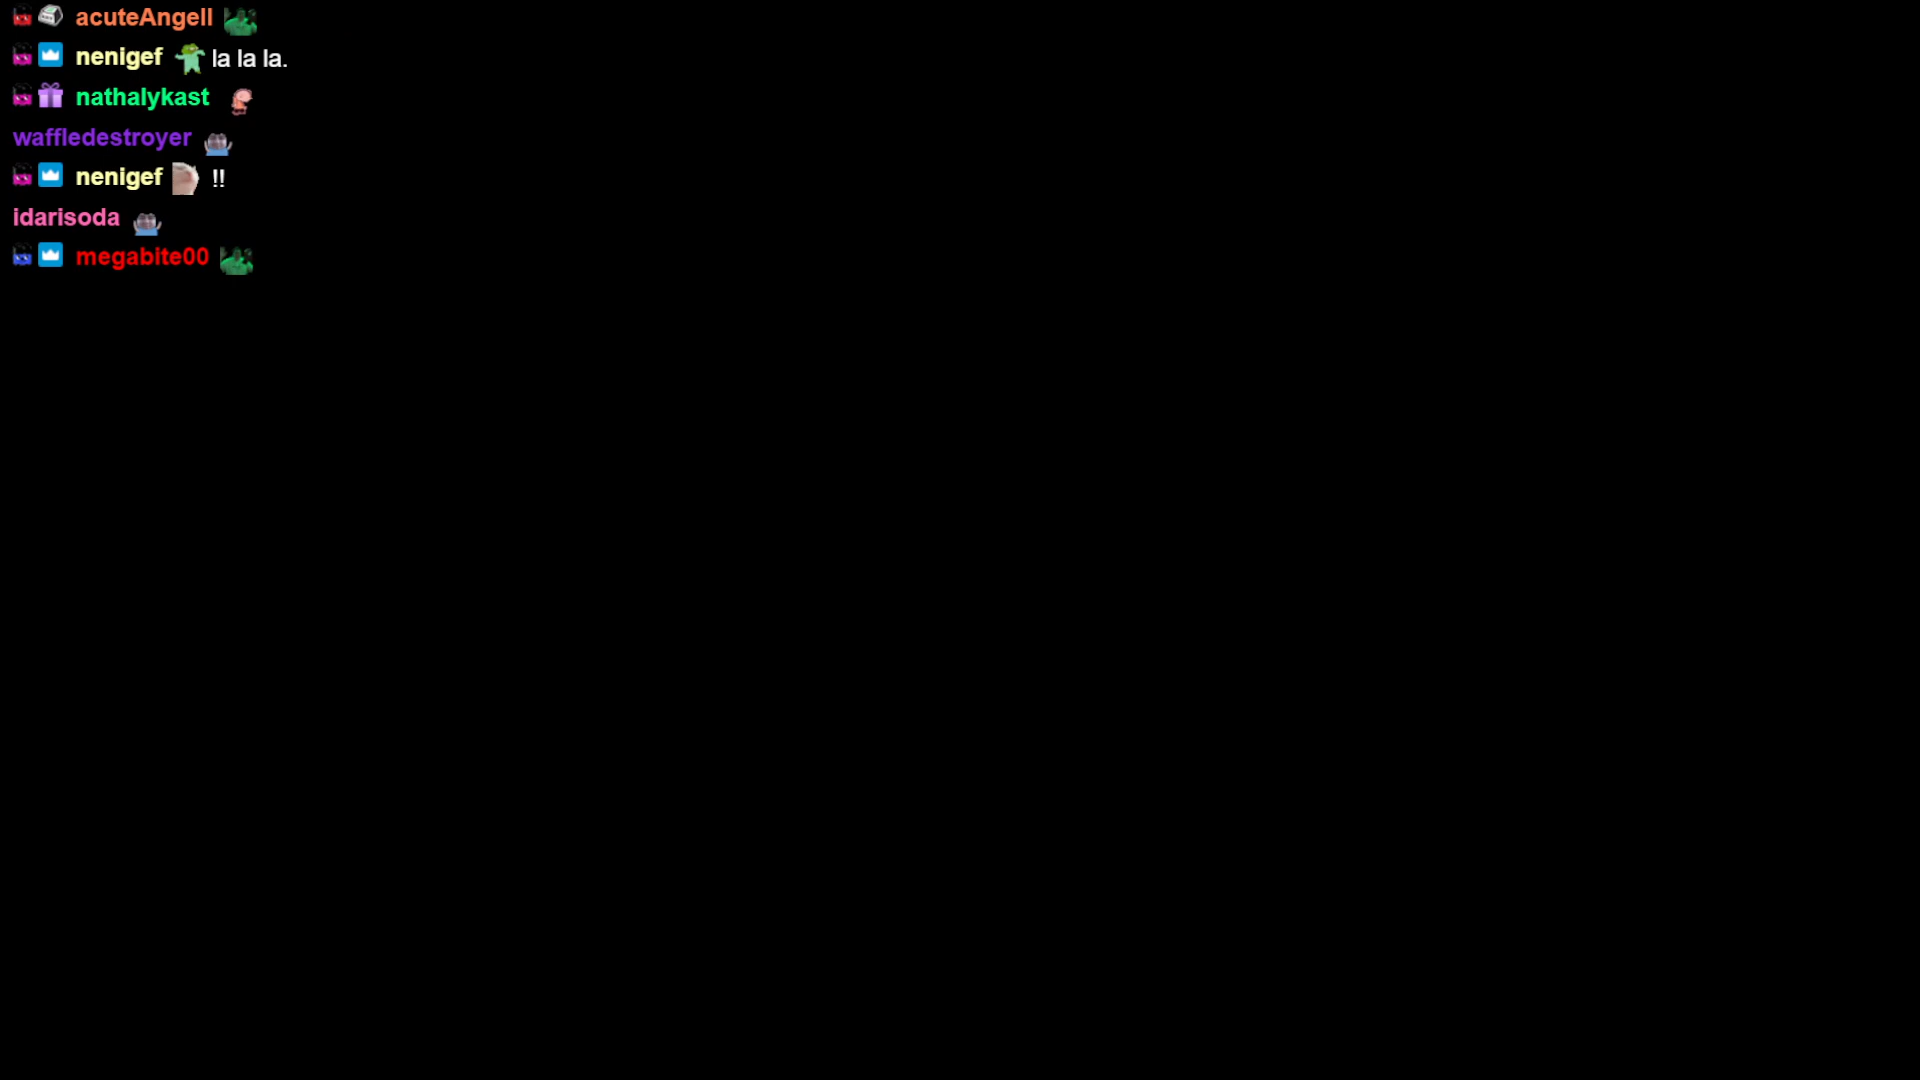 acuteAngell
nenigef la la la.
nathalykast
waffledestroyer
nenigef !!
idarisoda
megabite00